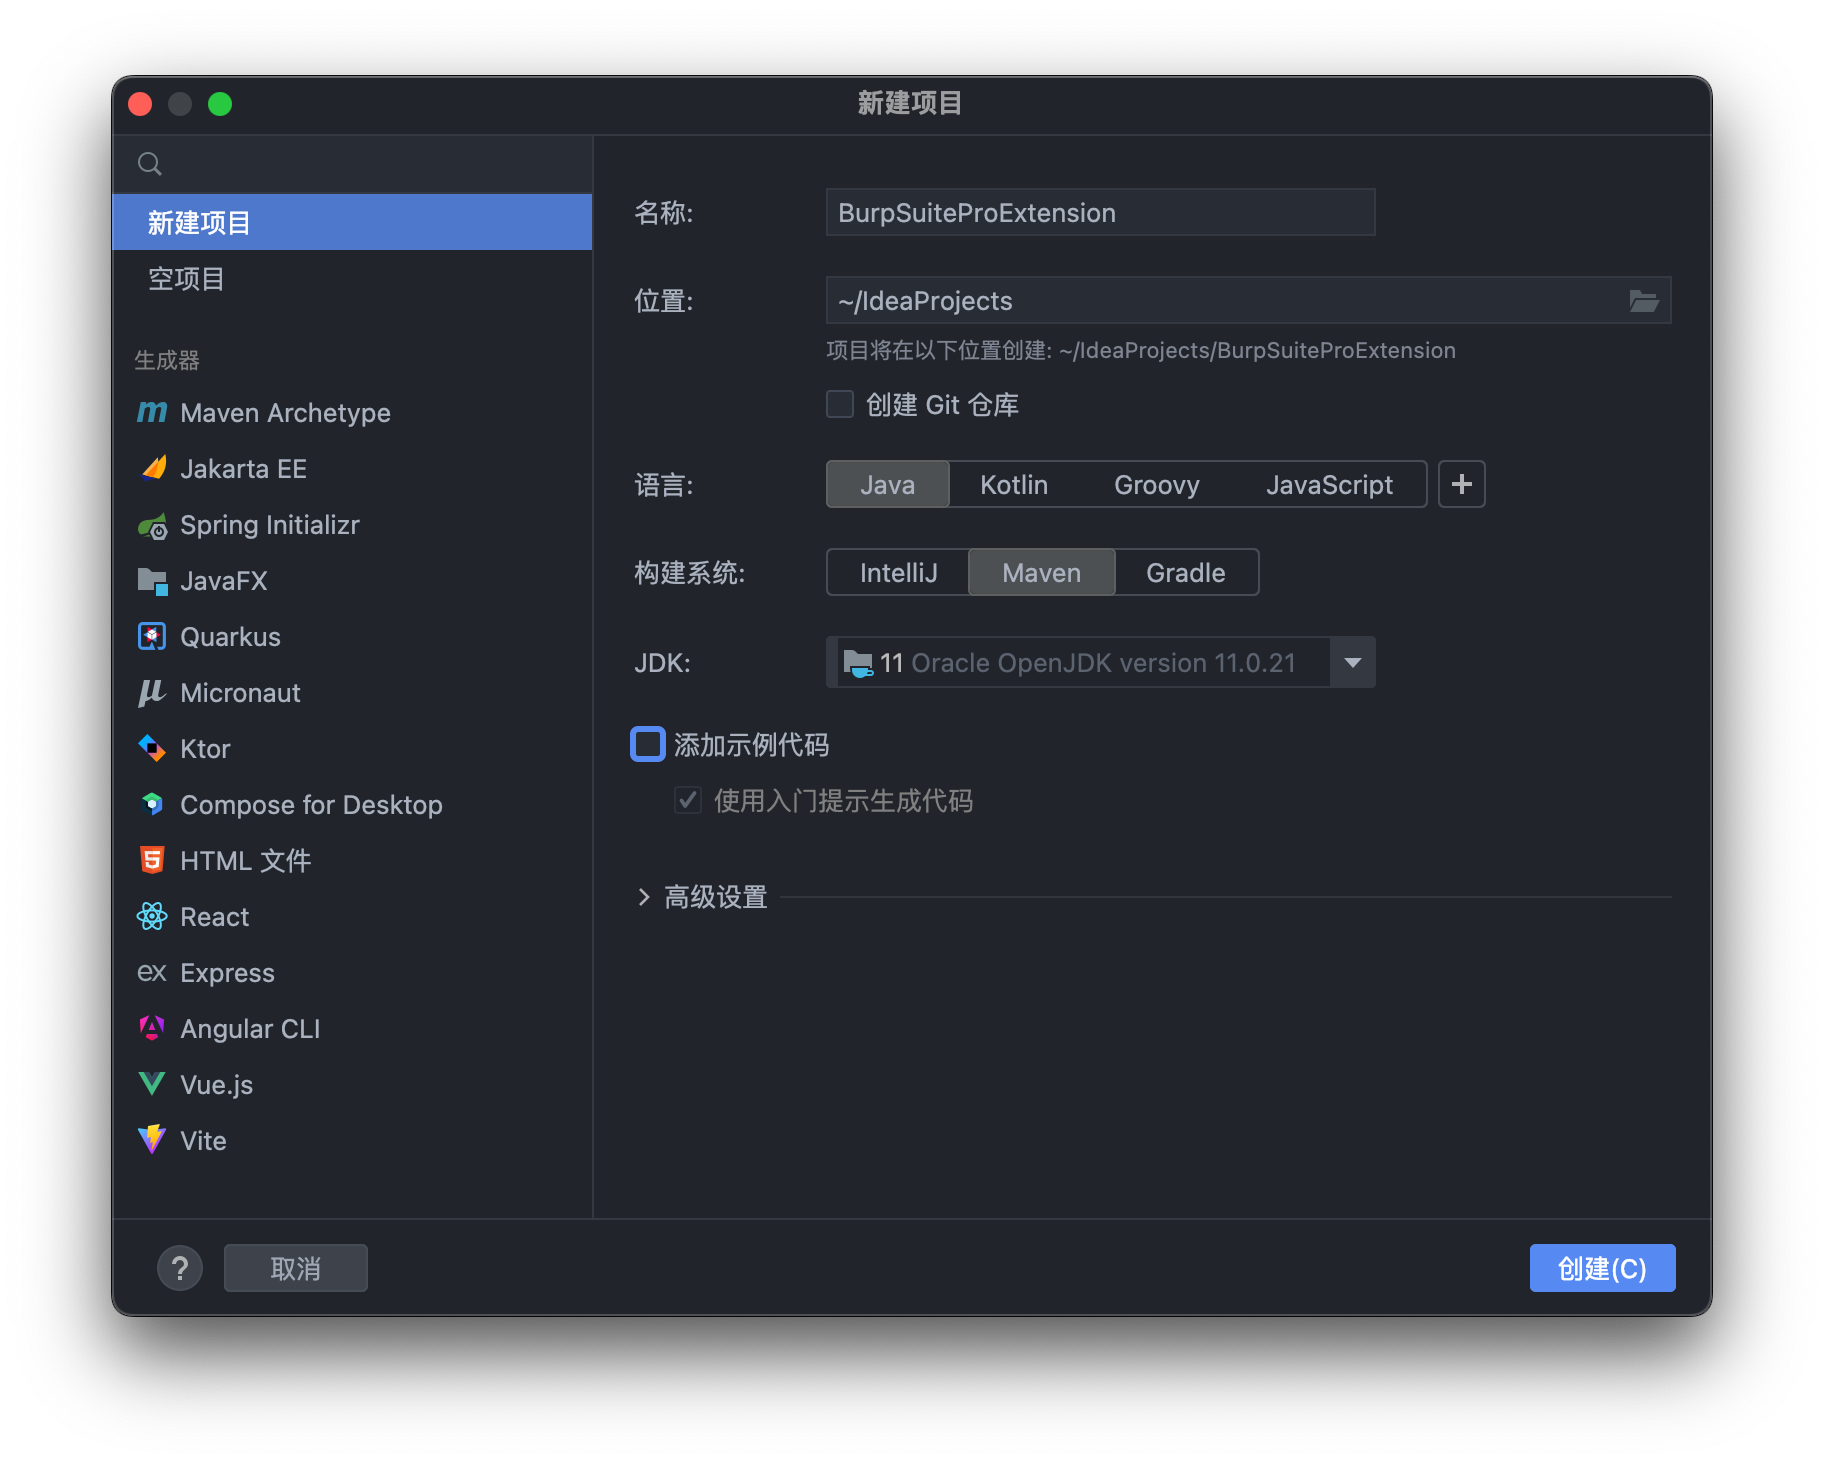 新建项目
新建项目
空项目
生成器
Maven Archetype
Jakarta EE
Spring Initializr
JavaFX
Quarkus
Micronaut
Ktor
Compose for Desktop
HTML 文件
React
Express
Angular CLI
Vue.js
Vite
名称: BurpSuiteProExtension
位置: ~/IdeaProjects
项目将在以下位置创建: ~/IdeaProjects/BurpSuiteProExtension
创建 Git 仓库
语言: Java Kotlin Groovy JavaScript +
构建系统: IntelliJ Maven Gradle
JDK: 11 Oracle OpenJDK version 11.0.21
添加示例代码
使用入门提示生成代码
高级设置
? 取消 创建(C)